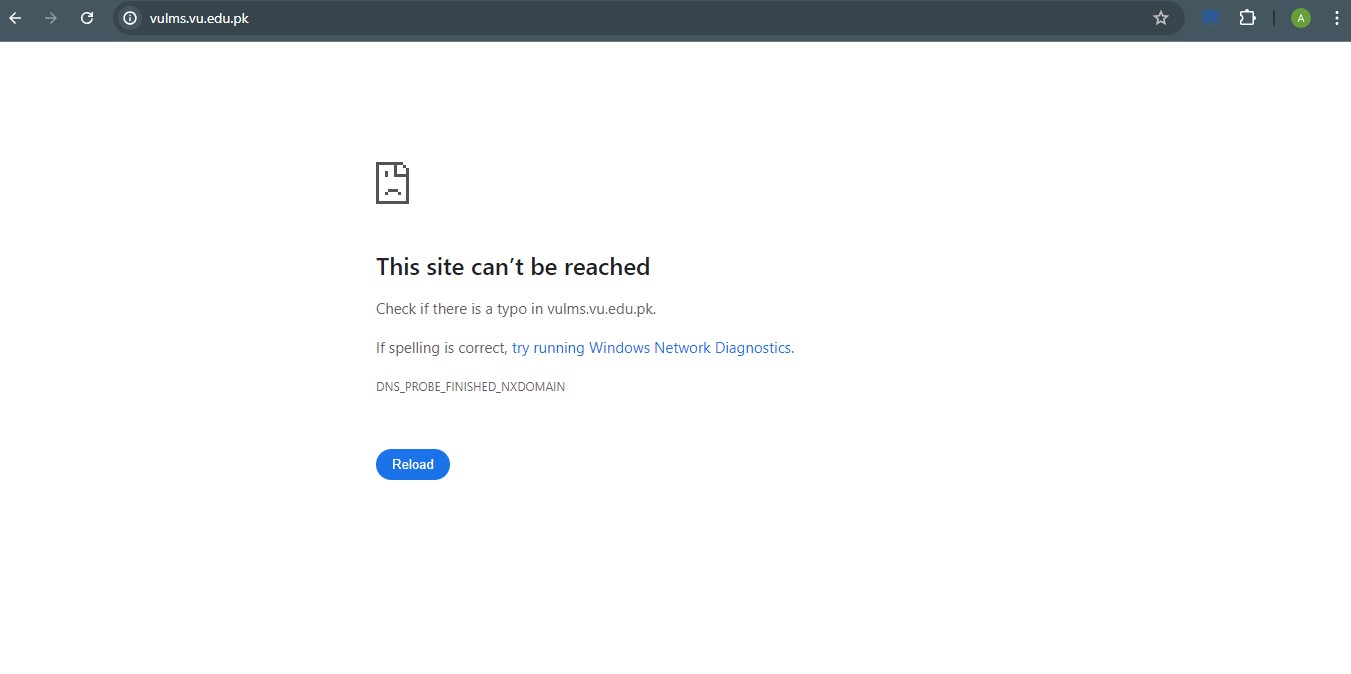 vulms.vu.edu.pk
A
This site can’t be reached
Check if there is a typo in vulms.vu.edu.pk.
If spelling is correct, try running Windows Network Diagnostics.
DNS_PROBE_FINISHED_NXDOMAIN
Reload